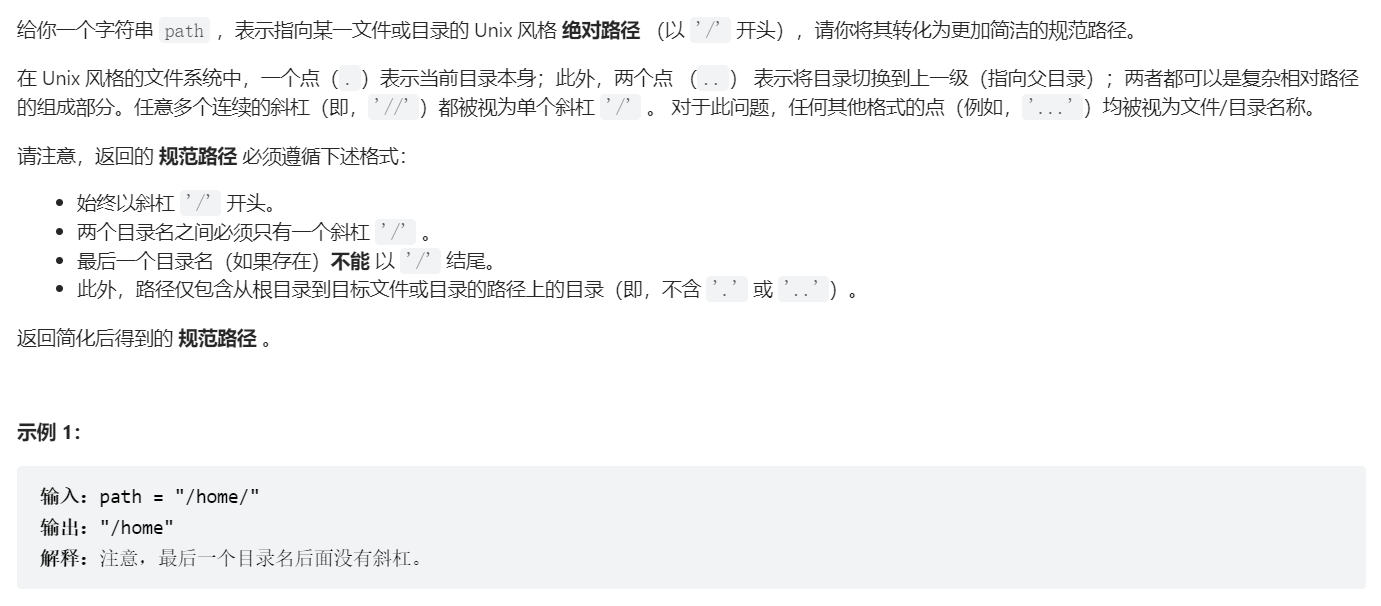 给你一个字符串 path ，表示指向某一文件或目录的 Unix 风格 绝对路径 （以 '/' 开头），请你将其转化为更加简洁的规范路径。
在 Unix 风格的文件系统中，一个点（.）表示当前目录本身；此外，两个点 （..） 表示将目录切换到上一级（指向父目录）；两者都可以是复杂相对路径
的组成部分。任意多个连续的斜杠（即，'//'）都被视为单个斜杠 '/' 。 对于此问题，任何其他格式的点（例如，'...'）均被视为文件/目录名称。
请注意，返回的 规范路径 必须遵循下述格式：
• 始终以斜杠 '/' 开头。
• 两个目录名之间必须只有一个斜杠 '/' 。
• 最后一个目录名（如果存在）不能 以 '/' 结尾。
• 此外，路径仅包含从根目录到目标文件或目录的路径上的目录（即，不含 '.' 或 '..'）。
返回简化后得到的 规范路径 。
示例 1：
输入：path = "/home/"
输出："/home"
解释：注意，最后一个目录名后面没有斜杠。